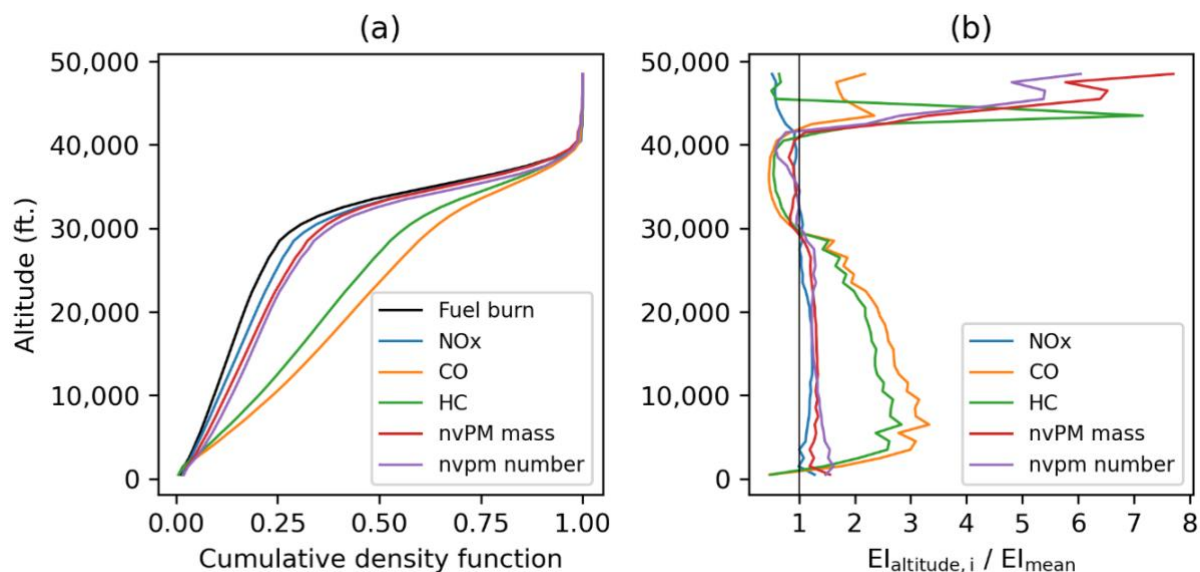 (a)
50,000
40,000
30,000
20,000
10,000
0
Altitude (ft.)
0.00 0.25 0.50 0.75 1.00
Cumulative density function
Fuel burn
NOx
CO
HC
nvPM mass
nvpm number
(b)
50,000
40,000
30,000
20,000
10,000
0
1 2 3 4 5 6 7 8
EIaltitude, i / EImean
NOx
CO
HC
nvPM mass
nvpm number